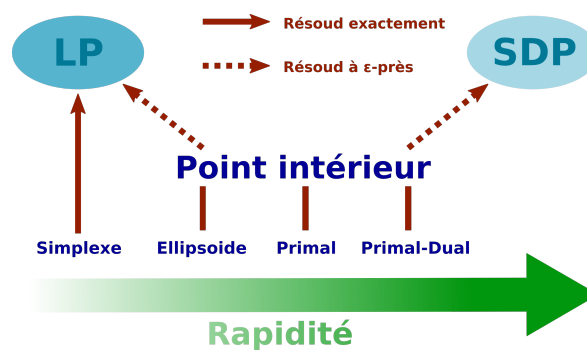 LP
Résoud exactement
SDP
Résoud à ε-près
Point intérieur
Simplexe Ellipsoide Primal Primal-Dual
Rapidité